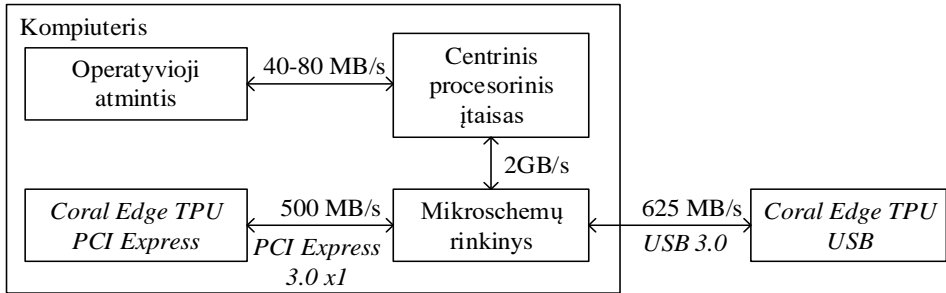 Kompiuteris
Operatyvioji
atmintis
40-80 MB/s
Centrinis
procesorinis
įtaisas
2GB/s
Coral Edge TPU
PCI Express
500 MB/s
PCI Express
3.0 x1
Mikroschemų
rinkinys
625 MB/s
USB 3.0
Coral Edge TPU
USB